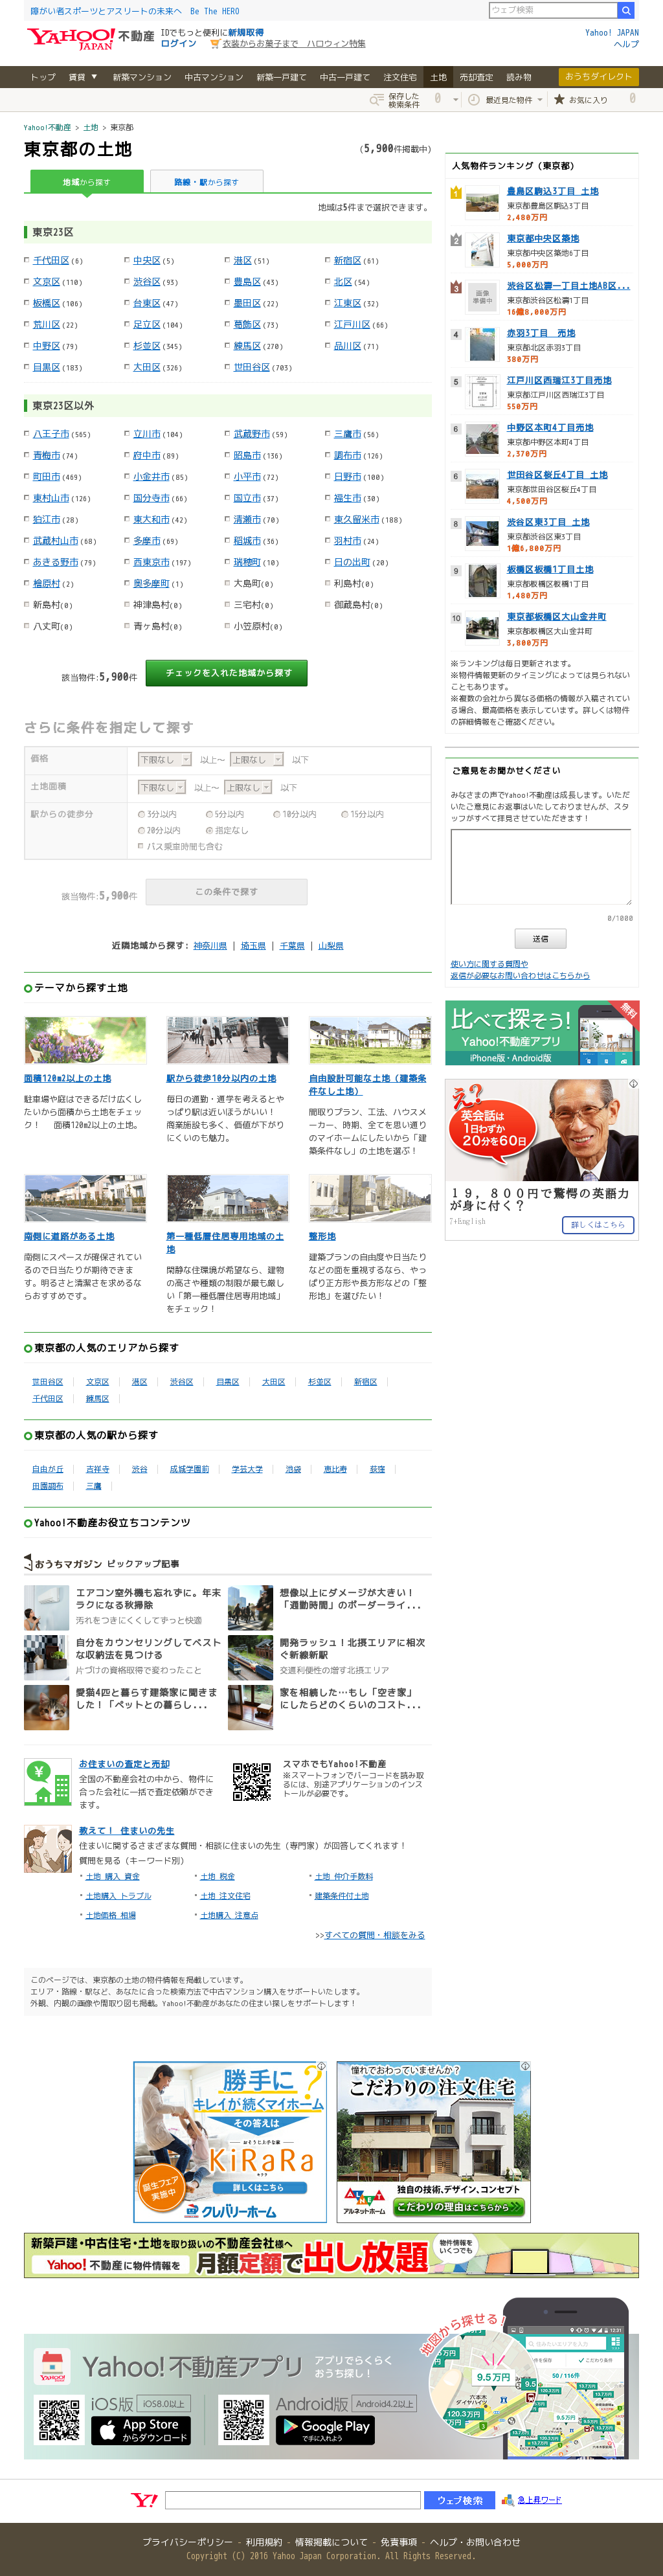 障がい者スポーツとアスリートの未来へ Be The HERO
ウェブ検索
YAHOO!不動産 JAPAN
IDでもっと便利に新規取得
ログイン
衣装からお菓子まで ハロウィン特集
Yahoo! JAPAN
ヘルプ
トップ 賃貸 ▼ 新築マンション 中古マンション 新築一戸建て 中古一戸建て 注文住宅 土地 売却査定 読み物 おうちダイレクト
保存した検索条件 0 最近見た物件 お気に入り 0
Yahoo!不動産 > 土地 > 東京都
東京都の土地
(5,900件掲載中)
地域から探す 路線・駅から探す
地域は5件まで選択できます。
東京23区
千代田区(6) 中央区(5) 港区(51) 新宿区(61)
文京区(110) 渋谷区(93) 豊島区(43) 北区(54)
板橋区(106) 台東区(47) 墨田区(22) 江東区(32)
荒川区(22) 足立区(104) 葛飾区(73) 江戸川区(66)
中野区(79) 杉並区(345) 練馬区(270) 品川区(71)
目黒区(183) 大田区(326) 世田谷区(703)
東京23区以外
八王子市(565) 立川市(104) 武蔵野市(59) 三鷹市(56)
青梅市(74) 府中市(89) 昭島市(136) 調布市(126)
町田市(469) 小金井市(85) 小平市(72) 日野市(100)
東村山市(126) 国分寺市(66) 国立市(37) 福生市(30)
狛江市(28) 東大和市(42) 清瀬市(70) 東久留米市(188)
武蔵村山市(68) 多摩市(69) 稲城市(36) 羽村市(24)
あきる野市(79) 西東京市(197) 瑞穂町(10) 日の出町(20)
檜原村(2) 奥多摩町(1) 大島町(0) 利島村(0)
新島村(0) 神津島村(0) 三宅村(0) 御蔵島村(0)
八丈町(0) 青ヶ島村(0) 小笠原村(0)
該当物件:5,900件 チェックを入れた地域から探す
さらに条件を指定して探す
価格 下限なし 以上～ 上限なし 以下
土地面積 下限なし 以上～ 上限なし 以下
駅からの徒歩分 3分以内 5分以内 10分以内 15分以内
20分以内 指定なし
バス乗車時間も含む
該当物件:5,900件 この条件で探す
近隣地域から探す: 神奈川県 | 埼玉県 | 千葉県 | 山梨県
テーマから探す土地
面積120m2以上の土地
駐車場や庭はできるだけ広くしたいから面積から土地をチェック！ 面積120m2以上の土地。
駅から徒歩10分以内の土地
毎日の通勤・通学を考えるとやっぱり駅は近いほうがいい！ 商業施設も多く、価値が下がりにくいのも魅力。
自由設計可能な土地（建築条件なし土地）
間取りプラン、工法、ハウスメーカー、時期、全てを思い通りのマイホームにしたいから「建築条件なし」の土地を選ぶ！
南側に道路がある土地
南側にスペースが確保されているので日当たりが期待できます。明るさと清潔さを求めるならおすすめです。
第一種低層住居専用地域の土地
閑静な住環境が希望なら、建物の高さや種類の制限が最も厳しい「第一種低層住居専用地域」をチェック！
整形地
建築プランの自由度や日当たりなどの面を重視するなら、やっぱり正方形や長方形などの「整形地」を選びたい！
東京都の人気のエリアから探す
世田谷区 文京区 港区 渋谷区 目黒区 大田区 杉並区 新宿区
千代田区 練馬区
東京都の人気の駅から探す
自由が丘 吉祥寺 渋谷 成城学園前 学芸大学 池袋 恵比寿 荻窪
田園調布 三鷹
Yahoo!不動産お役立ちコンテンツ
おうちマガジン ピックアップ記事
エアコン室外機も忘れずに。年末ラクになる秋掃除
汚れをつきにくくしてずっと快適
想像以上にダメージが大きい！「通勤時間」のボーダーライ...
自分をカウンセリングしてベストな収納法を見つける
片づけの資格取得で変わったこと
開発ラッシュ！北摂エリアに相次ぐ新線新駅
交通利便性の増す北摂エリア
愛猫4匹と暮らす建築家に聞きました！「ペットとの暮らし...
家を相続した…もし「空き家」にしたらどのくらいのコスト...
お住まいの査定と売却
全国の不動産会社の中から、物件に合った会社に一括で査定依頼ができます。
スマホでもYahoo!不動産
※スマートフォンでバーコードを読み取るには、別途アプリケーションのインストールが必要です。
教えて！ 住まいの先生
住まいに関するさまざまな質問・相談に住まいの先生（専門家）が回答してくれます！
質問を見る（キーワード別）
土地 購入 資金 土地 税金 土地 仲介手数料
土地購入 トラブル 土地 注文住宅 建築条件付土地
土地価格 相場 土地購入 注意点
>>すべての質問・相談をみる
このページでは、東京都の土地の物件情報を掲載しています。
エリア・路線・駅など、あなたに合った検索方法で中古マンション購入をサポートいたします。
外観、内観の画像や間取り図も掲載。Yahoo!不動産があなたの住まい探しをサポートします！
人気物件ランキング（東京都）
1 豊島区駒込3丁目 土地
東京都豊島区駒込3丁目
2,480万円
2 東京都中央区築地
東京都中央区築地6丁目
5,000万円
3 画像準備中 渋谷区松濤一丁目土地AB区...
東京都渋谷区松濤1丁目
16億8,000万円
4 赤羽3丁目 売地
東京都北区赤羽3丁目
380万円
5 江戸川区西瑞江3丁目売地
東京都江戸川区西瑞江3丁目
550万円
6 中野区本町4丁目売地
東京都中野区本町4丁目
2,370万円
6 世田谷区桜丘4丁目 土地
東京都世田谷区桜丘4丁目
4,500万円
8 渋谷区東3丁目 土地
東京都渋谷区東3丁目
1億6,800万円
9 板橋区板橋1丁目土地
東京都板橋区板橋1丁目
1,480万円
10 東京都板橋区大山金井町
東京都板橋区大山金井町
3,800万円
※ランキングは毎日更新されます。
※物件情報更新のタイミングによっては見られないこともあります。
※複数の会社から異なる価格の情報が入稿されている場合、最高価格を表示しています。詳しくは物件の詳細情報をご確認ください。
ご意見をお聞かせください
みなさまの声でYahoo!不動産は成長します。いただいたご意見にお返事はいたしておりませんが、スタッフがすべて拝見させていただきます！
0/1000
送信
使い方に関する質問や
返信が必要なお問い合わせはこちらから
無料
比べて探そう!
Yahoo!不動産アプリ
iPhone版・Android版
え?
英会話は1日わずか20分を60日
１９，８００円で驚愕の英語力が身に付く？
7+English
詳しくはこちら
勝手に? キレイが続くマイホーム
その答えは
おそうじ上手な家
KiRaRa
詳しくはこちら
誕生フェア実施中
クレバリーホーム
憧れでおわっていませんか？
こだわりの注文住宅
独自の技術、デザイン、コンセプト
アルネットホーム
こだわりの理由はこちらから
新築戸建・中古住宅・土地を取り扱いの不動産会社様へ
Yahoo!不動産に物件情報を 月額定額で出し放題
物件情報をいくつでも
Yahoo!不動産アプリ アプリでらくらくおうち探し！
地図から探せる！
iOS版 iOS8.0以上 App Store からダウンロード
Android版 Android4.2以上 Google Play で手に入れよう
9.5万円
120.3万円
六本木ダイヤハイツ
50/116件
こだわり条件
Y! ウェブ検索 急上昇ワード
プライバシーポリシー - 利用規約 - 情報掲載について - 免責事項 - ヘルプ・お問い合わせ
Copyright (C) 2016 Yahoo Japan Corporation. All Rights Reserved.